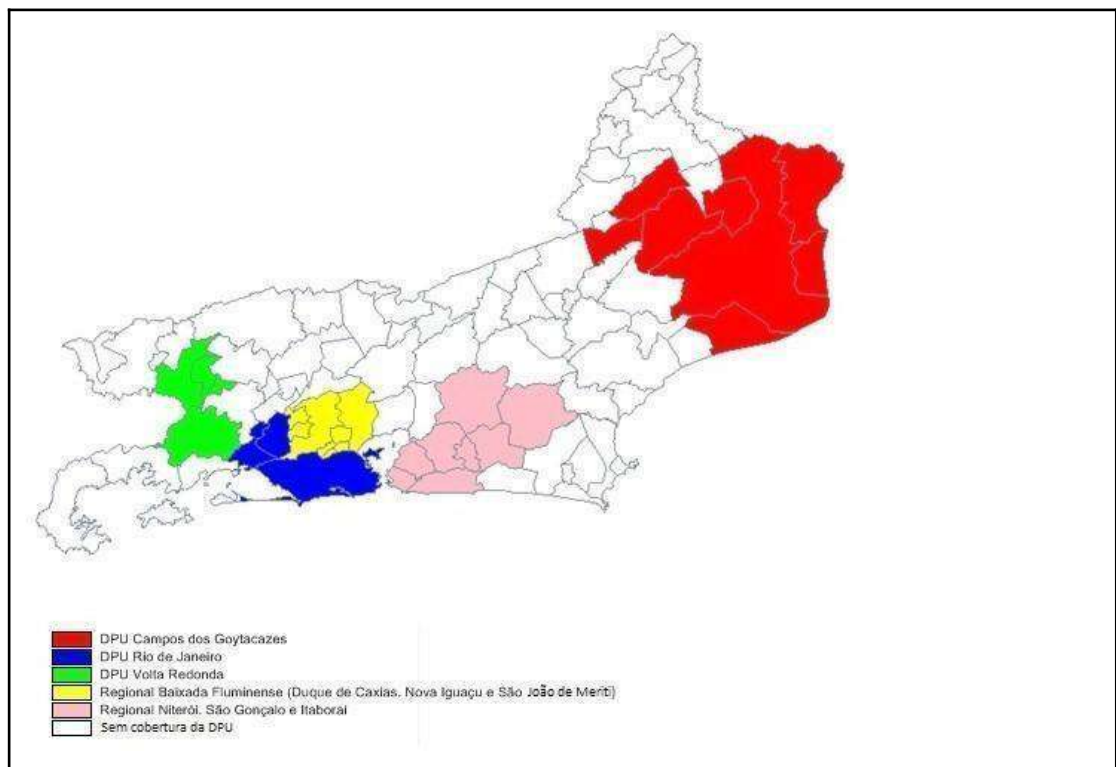 DPU Campos dos Goytacazes
DPU Rio de Janeiro
DPU Volta Redonda
Regional Baixada Fluminense (Duque de Caxias. Nova Iguaçu e São João de Meriti)
Regional Niterói. São Gonçalo e Itaboraí
Sem cobertura da DPU